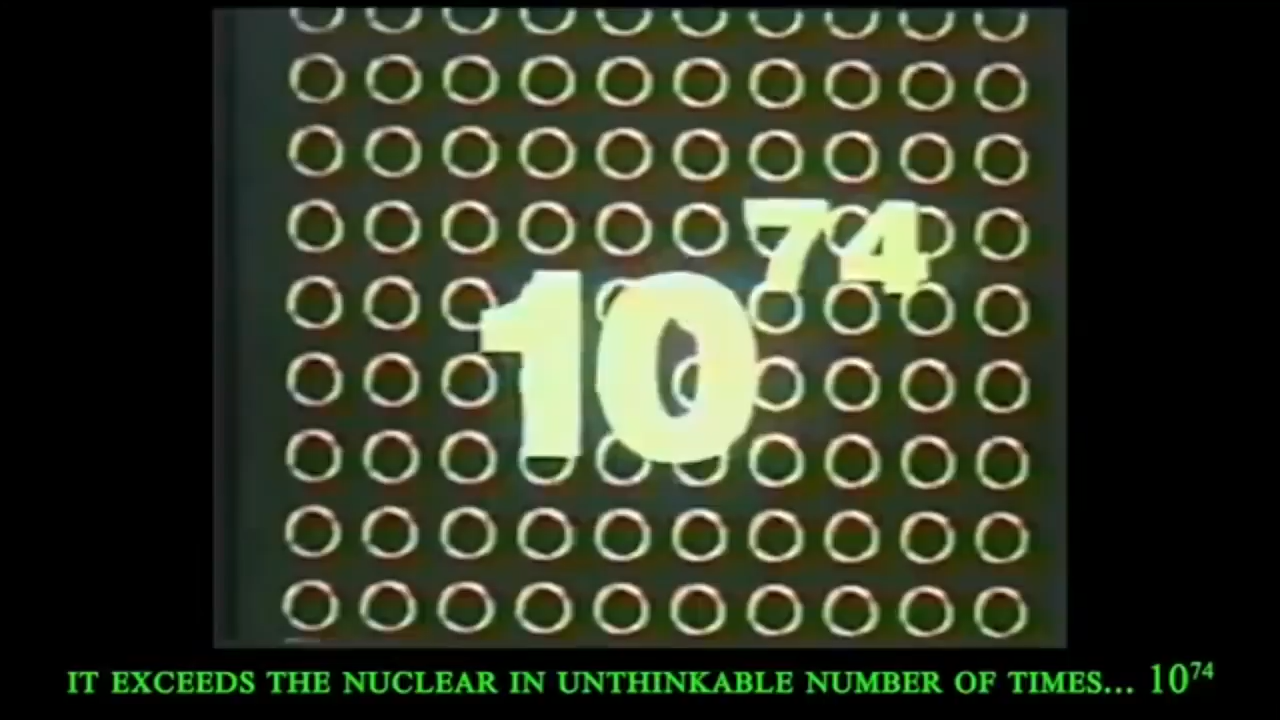 10⁷⁴
IT EXCEEDS THE NUCLEAR IN UNTHINKABLE NUMBER OF TIMES... 10⁷⁴